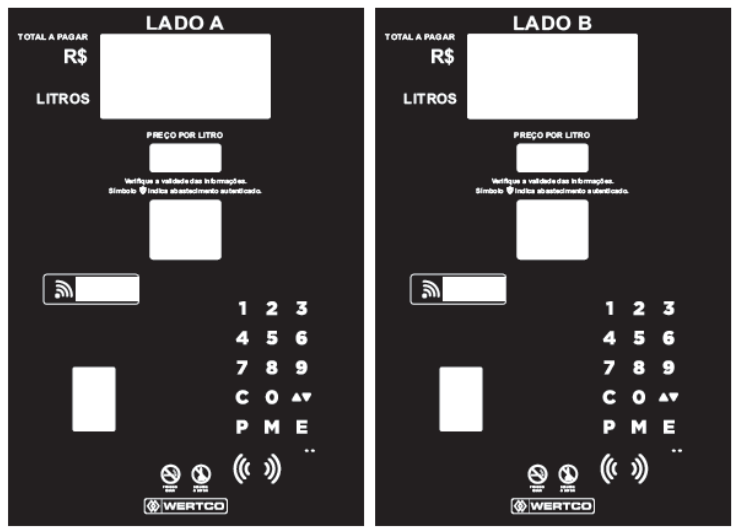 LADO A
TOTAL A PAGAR
R$
LITROS
PREÇO POR LITRO
Verifique a validade das informações.
Símbolo indica abastecimento autenticado.
1 2 3
4 5 6
7 8 9
C 0 ▲▼
P M E
WERTCO
LADO B
TOTAL A PAGAR
R$
LITROS
PREÇO POR LITRO
Verifique a validade das informações.
Símbolo indica abastecimento autenticado.
1 2 3
4 5 6
7 8 9
C 0 ▲▼
P M E
WERTCO